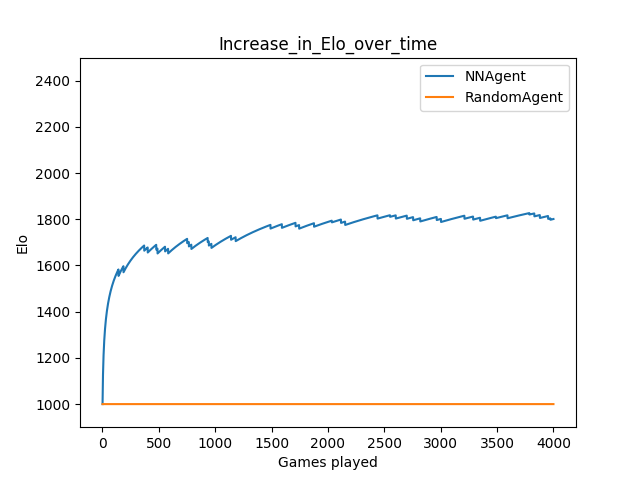 Increase_in_Elo_over_time
NNAgent
RandomAgent
2400
2200
2000
1800
1600
1400
1200
1000
Elo
0 500 1000 1500 2000 2500 3000 3500 4000
Games played